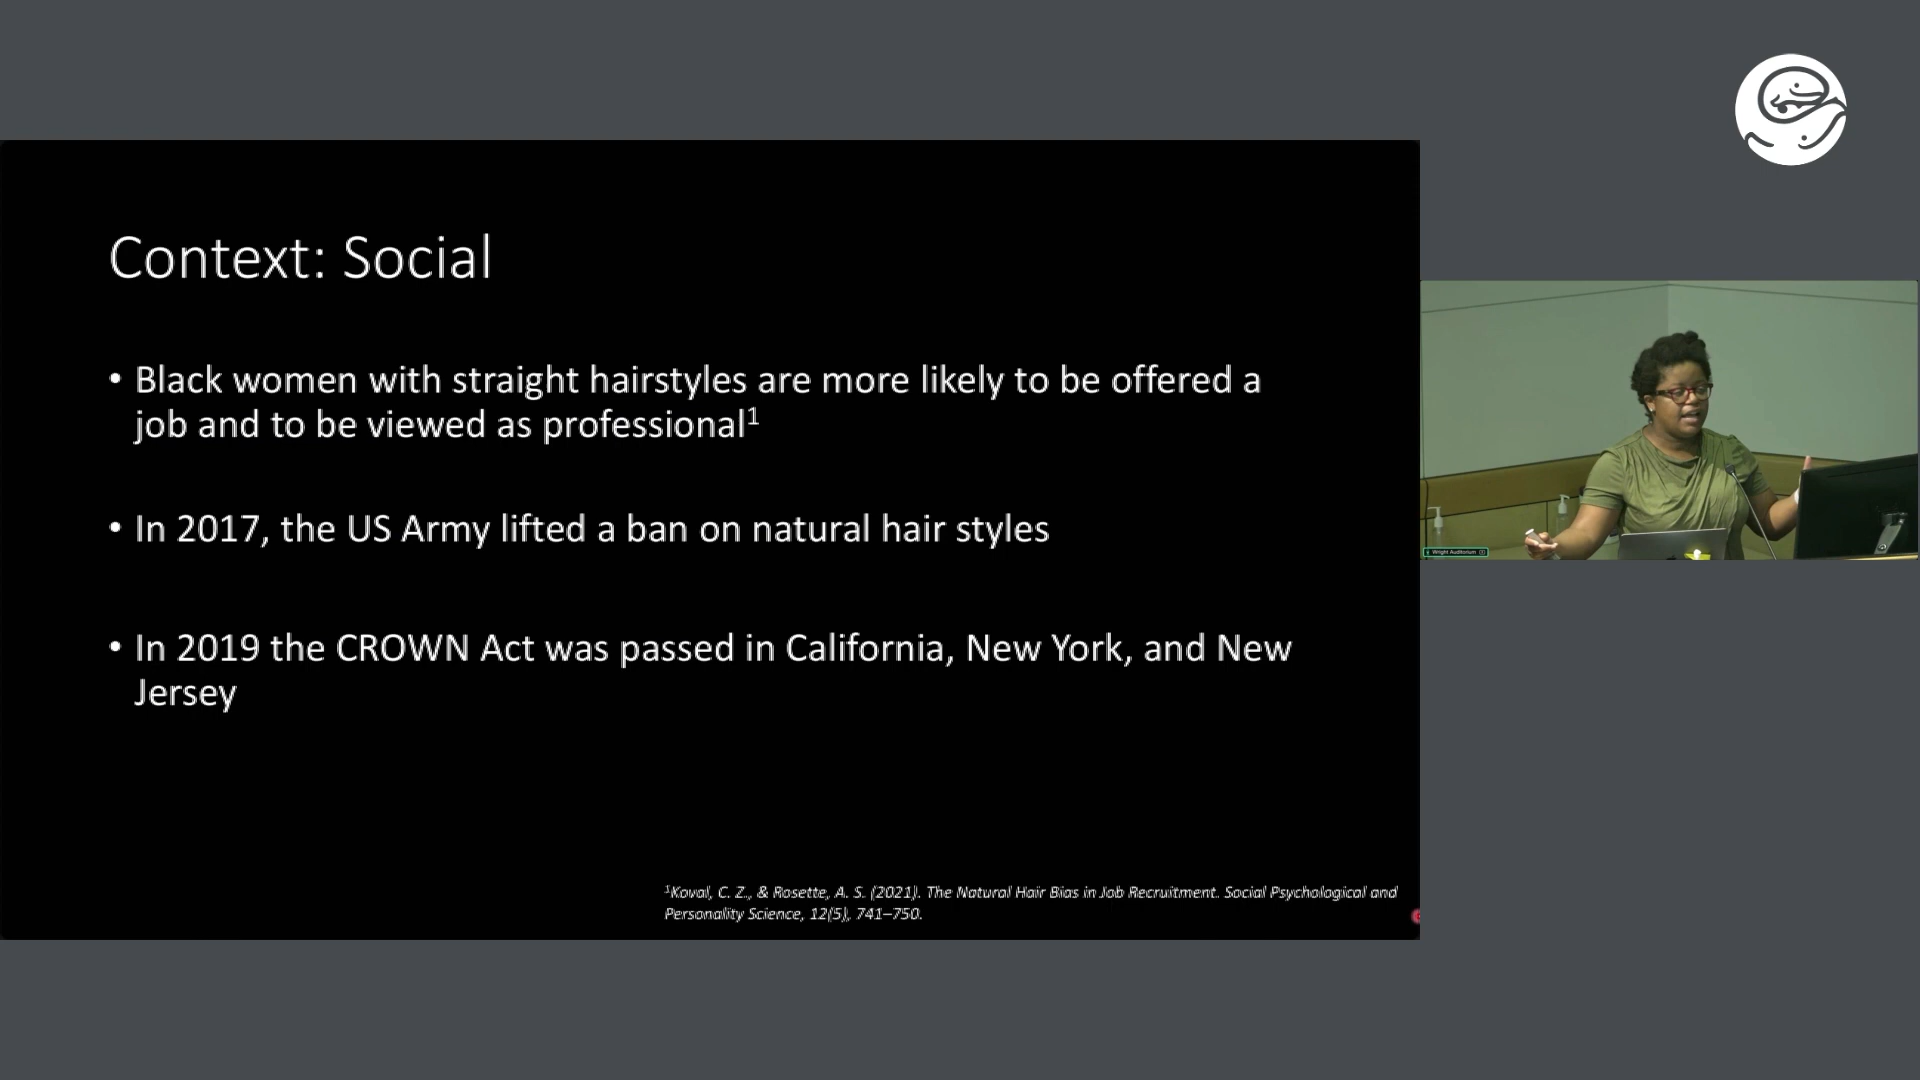 Context: Social
• Black women with straight hairstyles are more likely to be offered a
job and to be viewed as professional¹
• In 2017, the US Army lifted a ban on natural hair styles
• In 2019 the CROWN Act was passed in California, New York, and New
Jersey
¹Koval, C. Z., & Rosette, A. S. (2021). The Natural Hair Bias in Job Recruitment. Social Psychological and
Personality Science, 12(5), 741–750.
Wright Auditorium